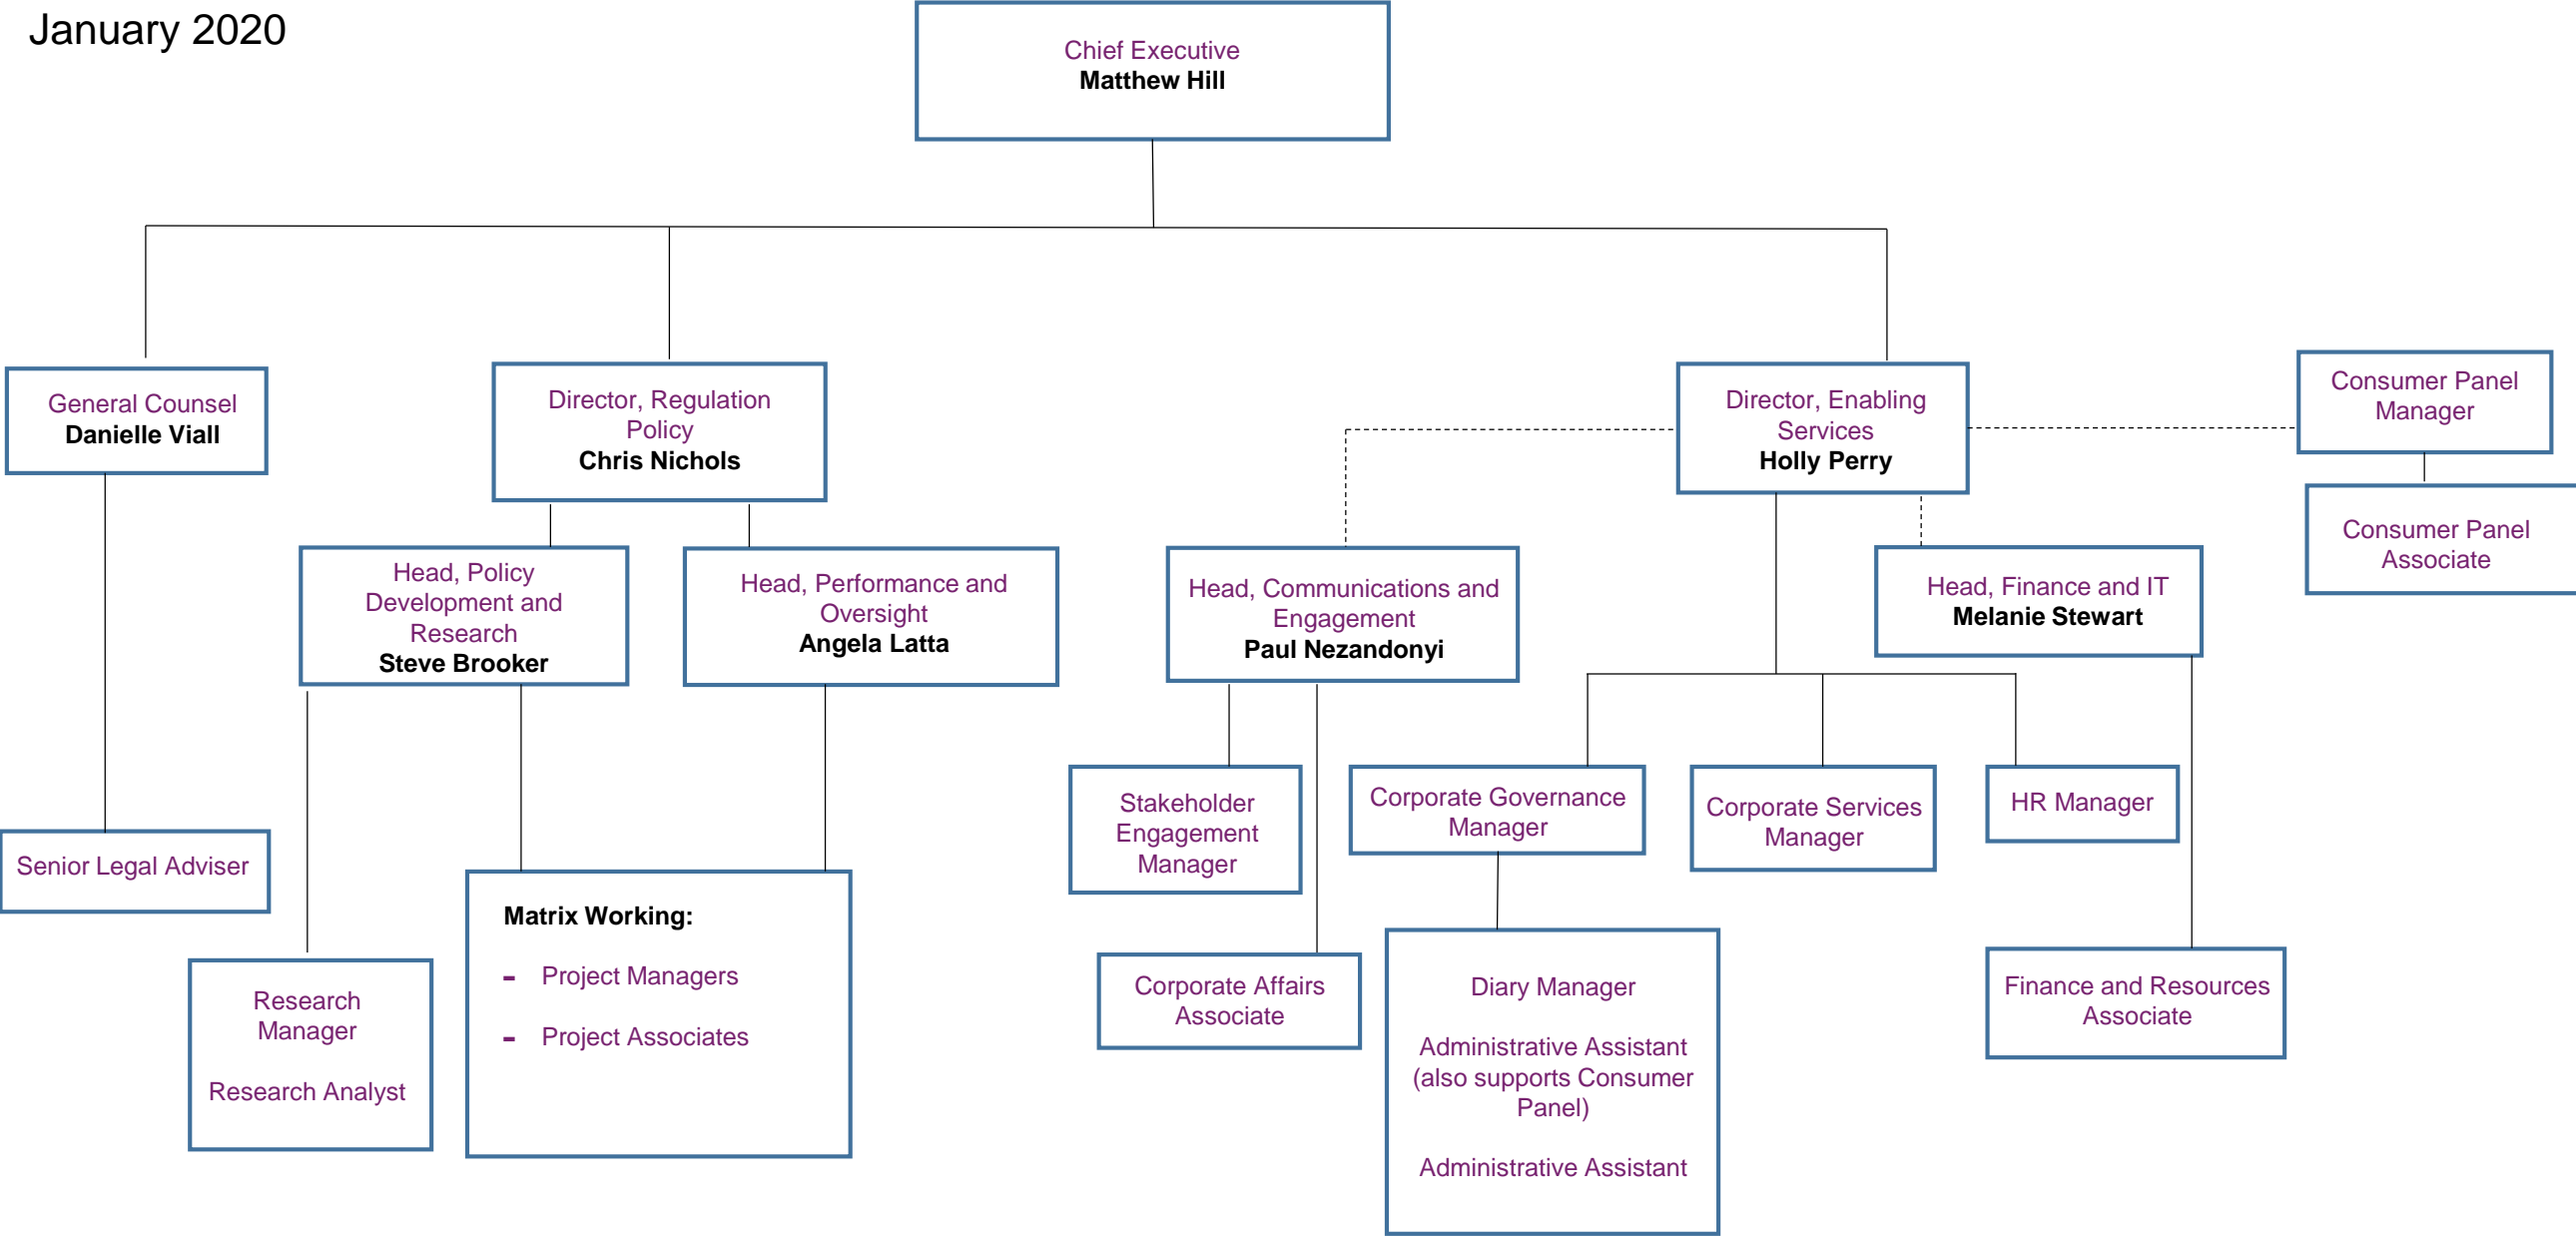 January 2020
Chief Executive
Matthew Hill
General Counsel
Danielle Viall
Director, Regulation
Policy
Chris Nichols
Director, Enabling
Services
Holly Perry
Consumer Panel
Manager
Consumer Panel
Associate
Head, Policy
Development and
Research
Steve Brooker
Head, Performance and
Oversight
Angela Latta
Head, Communications and
Engagement
Paul Nezandonyi
Head, Finance and IT
Melanie Stewart
Senior Legal Adviser
Stakeholder
Engagement
Manager
Corporate Governance
Manager
Corporate Services
Manager
HR Manager
Research
Manager
Research Analyst
Matrix Working:
- Project Managers
- Project Associates
Corporate Affairs
Associate
Diary Manager
Administrative Assistant
(also supports Consumer
Panel)
Administrative Assistant
Finance and Resources
Associate